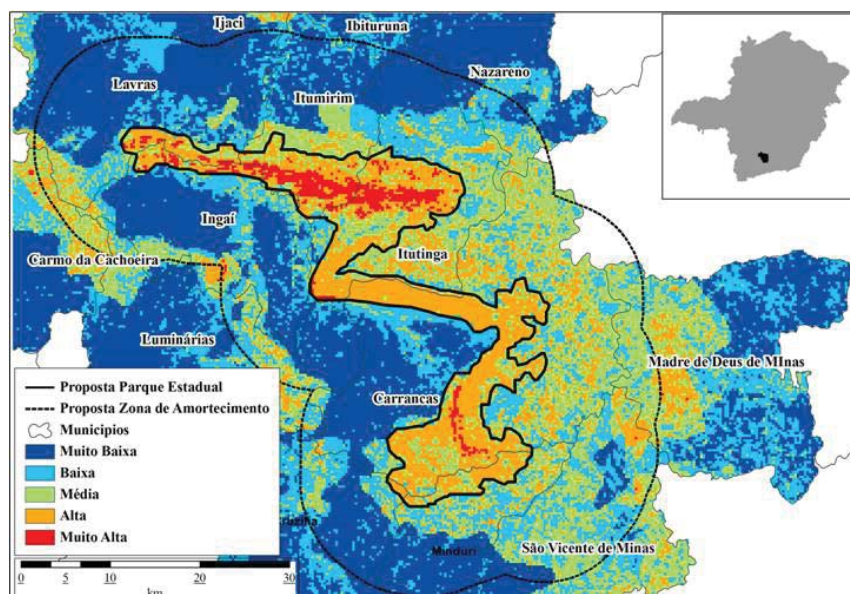 Ijaci
Ibituruna
Lavras
Nazareno
Itumirim
Ingaí
Itutinga
Carmo da Cachoeira
Luminárias
Madre de Deus de MInas
Carrancas
Minduri
São Vicente de Minas
Proposta Parque Estadual
Proposta Zona de Amortecimento
Municipios
Muito Baixa
Baixa
Média
Alta
Muito Alta
0 5 10 20 30
km